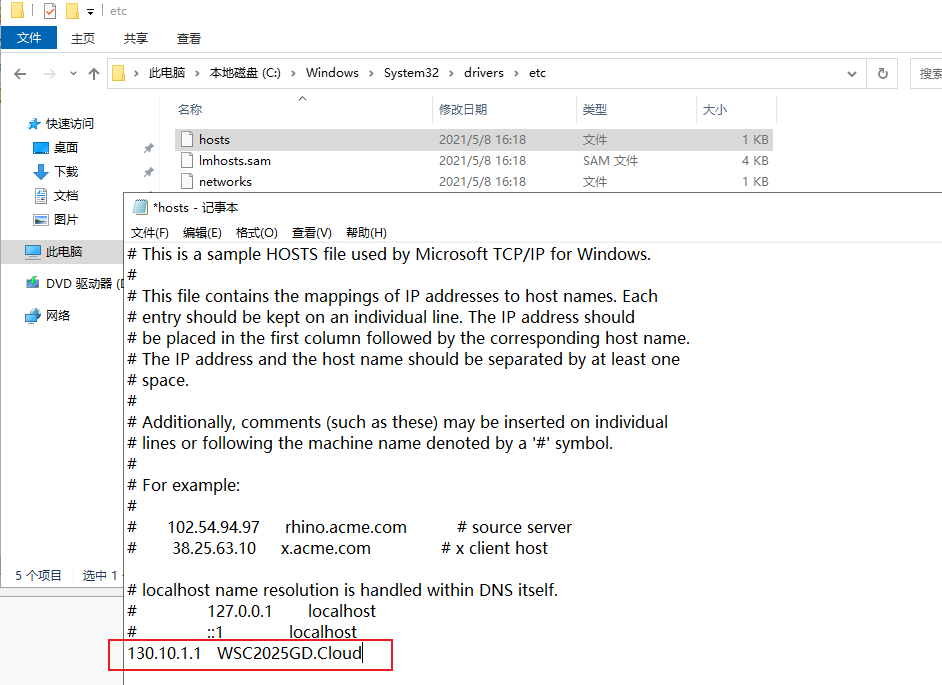 etc
文件 主页 共享 查看
此电脑 本地磁盘 (C:) Windows System32 drivers etc
搜索
名称 修改日期 类型 大小
快速访问
桌面
下载
文档
图片
此电脑
DVD 驱动器 (
网络
hosts 2021/5/8 16:18 文件 1 KB
lmhosts.sam 2021/5/8 16:18 SAM 文件 4 KB
networks 2021/5/8 16:18 文件 1 KB
5 个项目 选中 1
*hosts - 记事本
文件(F) 编辑(E) 格式(O) 查看(V) 帮助(H)
# This is a sample HOSTS file used by Microsoft TCP/IP for Windows.
#
# This file contains the mappings of IP addresses to host names. Each
# entry should be kept on an individual line. The IP address should
# be placed in the first column followed by the corresponding host name.
# The IP address and the host name should be separated by at least one
# space.
#
# Additionally, comments (such as these) may be inserted on individual
# lines or following the machine name denoted by a '#' symbol.
#
# For example:
#
# 102.54.94.97 rhino.acme.com # source server
# 38.25.63.10 x.acme.com # x client host
# localhost name resolution is handled within DNS itself.
# 127.0.0.1 localhost
# ::1 localhost
130.10.1.1 WSC2025GD.Cloud